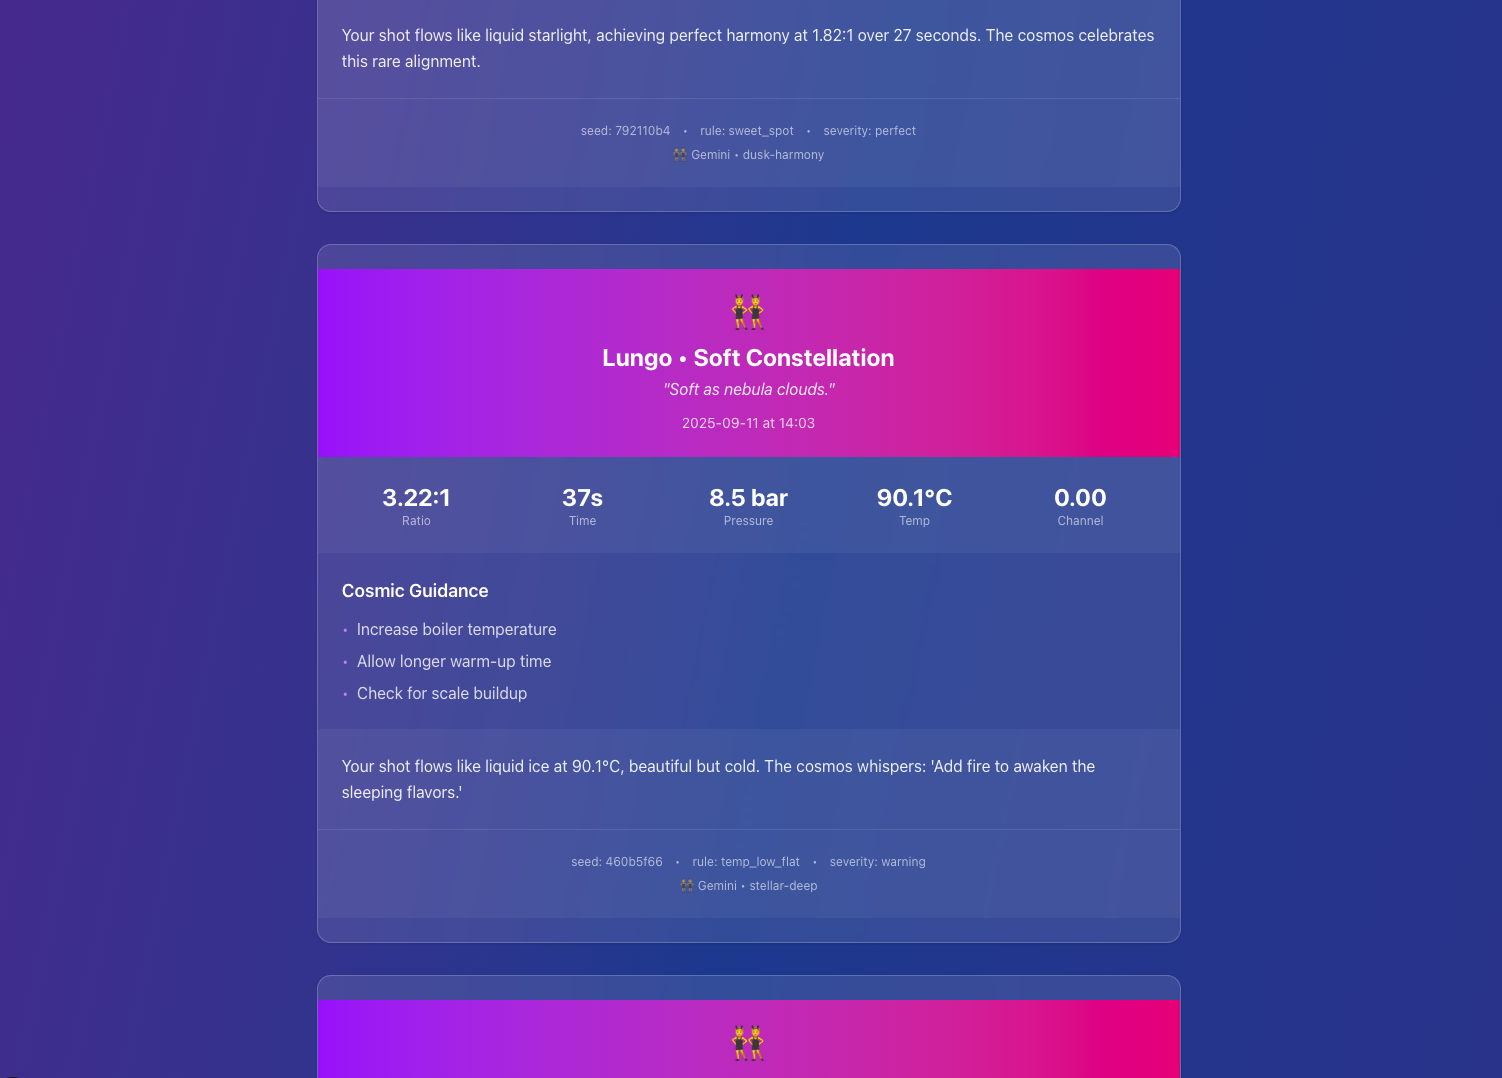 Your shot flows like liquid starlight, achieving perfect harmony at 1.82:1 over 27 seconds. The cosmos celebrates
this rare alignment.
seed: 792110b4 • rule: sweet_spot • severity: perfect
Gemini • dusk-harmony
Lungo • Soft Constellation
"Soft as nebula clouds."
2025-09-11 at 14:03
3.22:1 37s 8.5 bar 90.1°C 0.00
Ratio Time Pressure Temp Channel
Cosmic Guidance
• Increase boiler temperature
• Allow longer warm-up time
• Check for scale buildup
Your shot flows like liquid ice at 90.1°C, beautiful but cold. The cosmos whispers: 'Add fire to awaken the
sleeping flavors.'
seed: 460b5f66 • rule: temp_low_flat • severity: warning
Gemini • stellar-deep